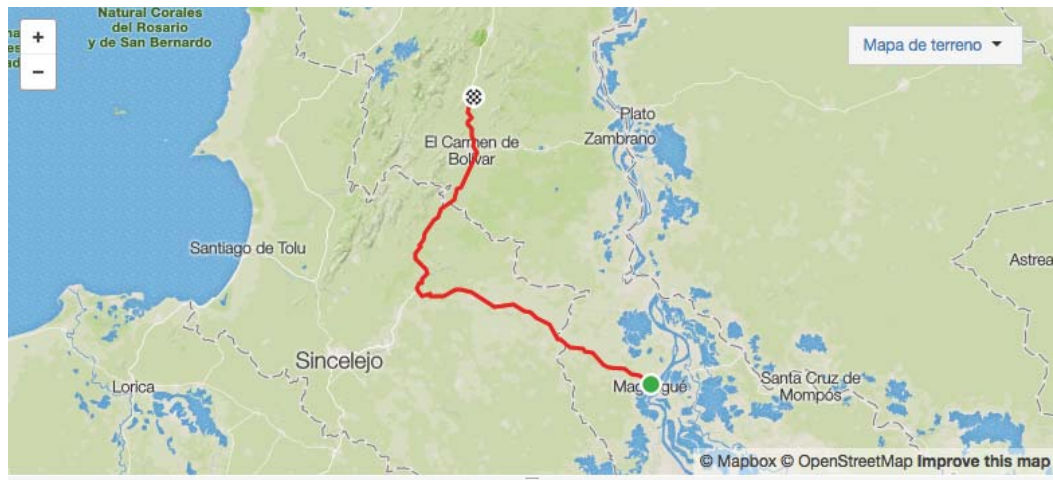 Natural Corales
del Rosario
y de San Bernardo
+
−
Mapa de terreno
Plato
Zambrano
El Carmen de
Bolívar
Santiago de Tolu
Astrea
Sincelejo
Lorica
Santa Cruz de
Mompós
© Mapbox © OpenStreetMap Improve this map